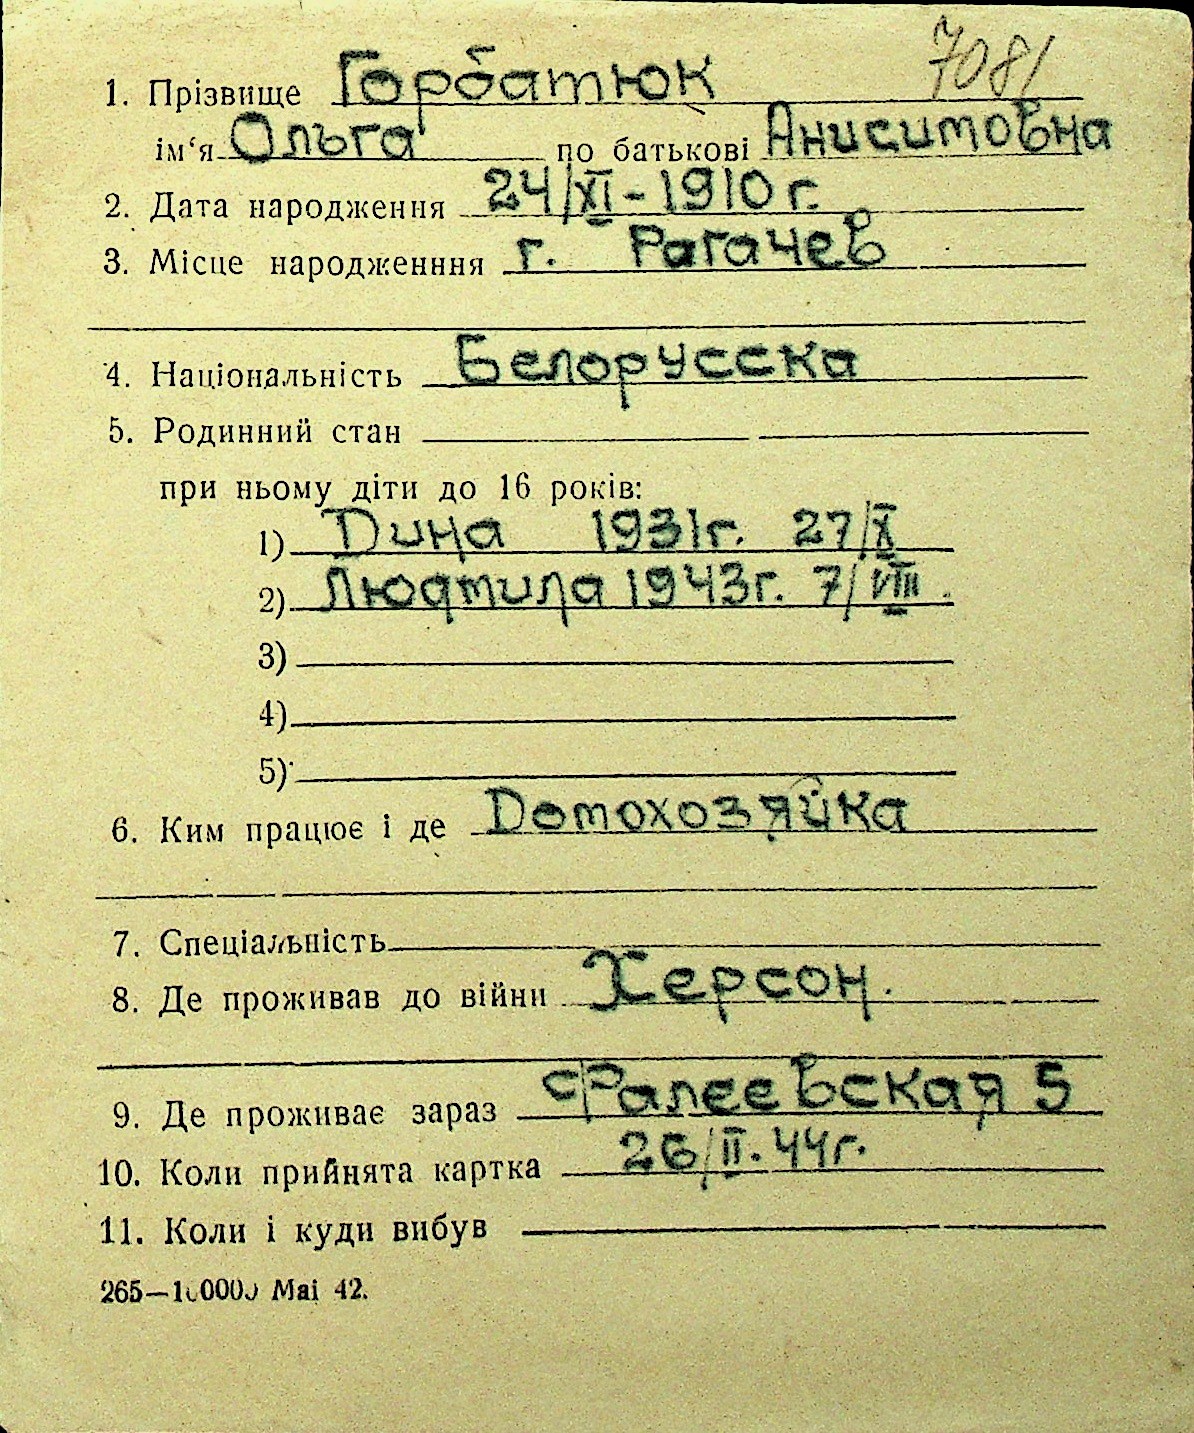 7081
1. Прізвище Горбатюк
ім‘я Ольга по батькові Анисимовна
2. Дата народження 24/XI - 1910 г.
3. Місце народженння г. Рагачев
4. Національність Белорусска
5. Родинний стан
при ньому діти до 16 років:
1) Дина 1931г. 27/X
2) Людмила 1943г. 7/VIII.
3)
4)
5)
6. Ким працює і де Домохозяйка
7. Спеціальність
8. Де проживав до війни Херсон.
9. Де проживає зараз Фалеевская 5
10. Коли прийнята картка 26/II. 44г.
11. Коли і куди вибув
265—10000 Mai 42.